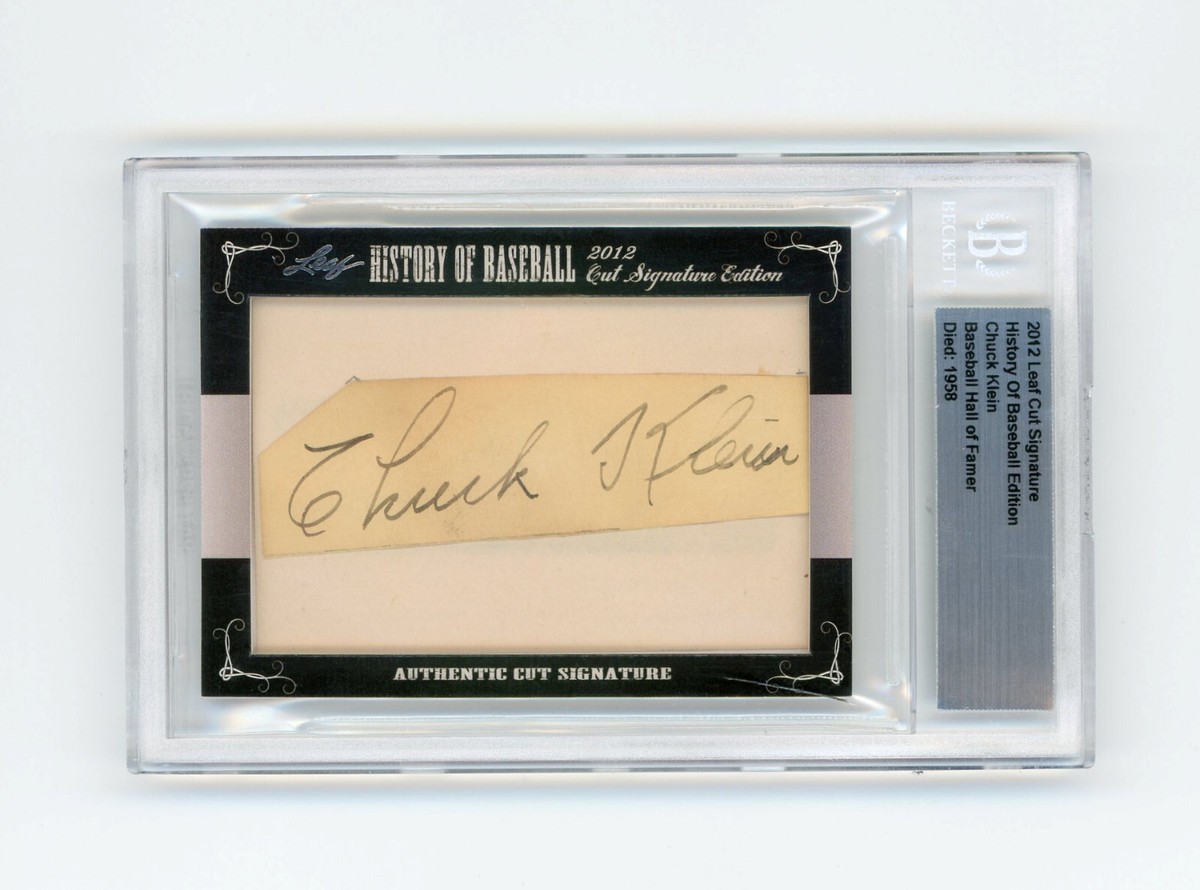 Leaf HISTORY OF BASEBALL 2012 Cut Signature Edition
Chuck Klein
AUTHENTIC CUT SIGNATURE
B
BECKETT
2012 Leaf Cut Signature
History Of Baseball Edition
Chuck Klein
Baseball Hall of Famer
Died: 1958